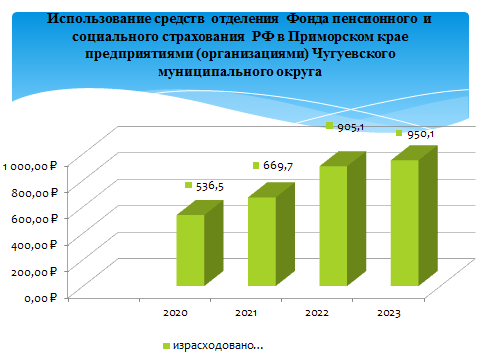 Использование средств отделения Фонда пенсионного и
социального страхования РФ в Приморском крае
предприятиями (организациями) Чугуевского
муниципального округа
905,1
950,1
669,7
536,5
1 000,00 ₽
800,00 ₽
600,00 ₽
400,00 ₽
200,00 ₽
0,00 ₽
2020 2021 2022 2023
израсходовано...